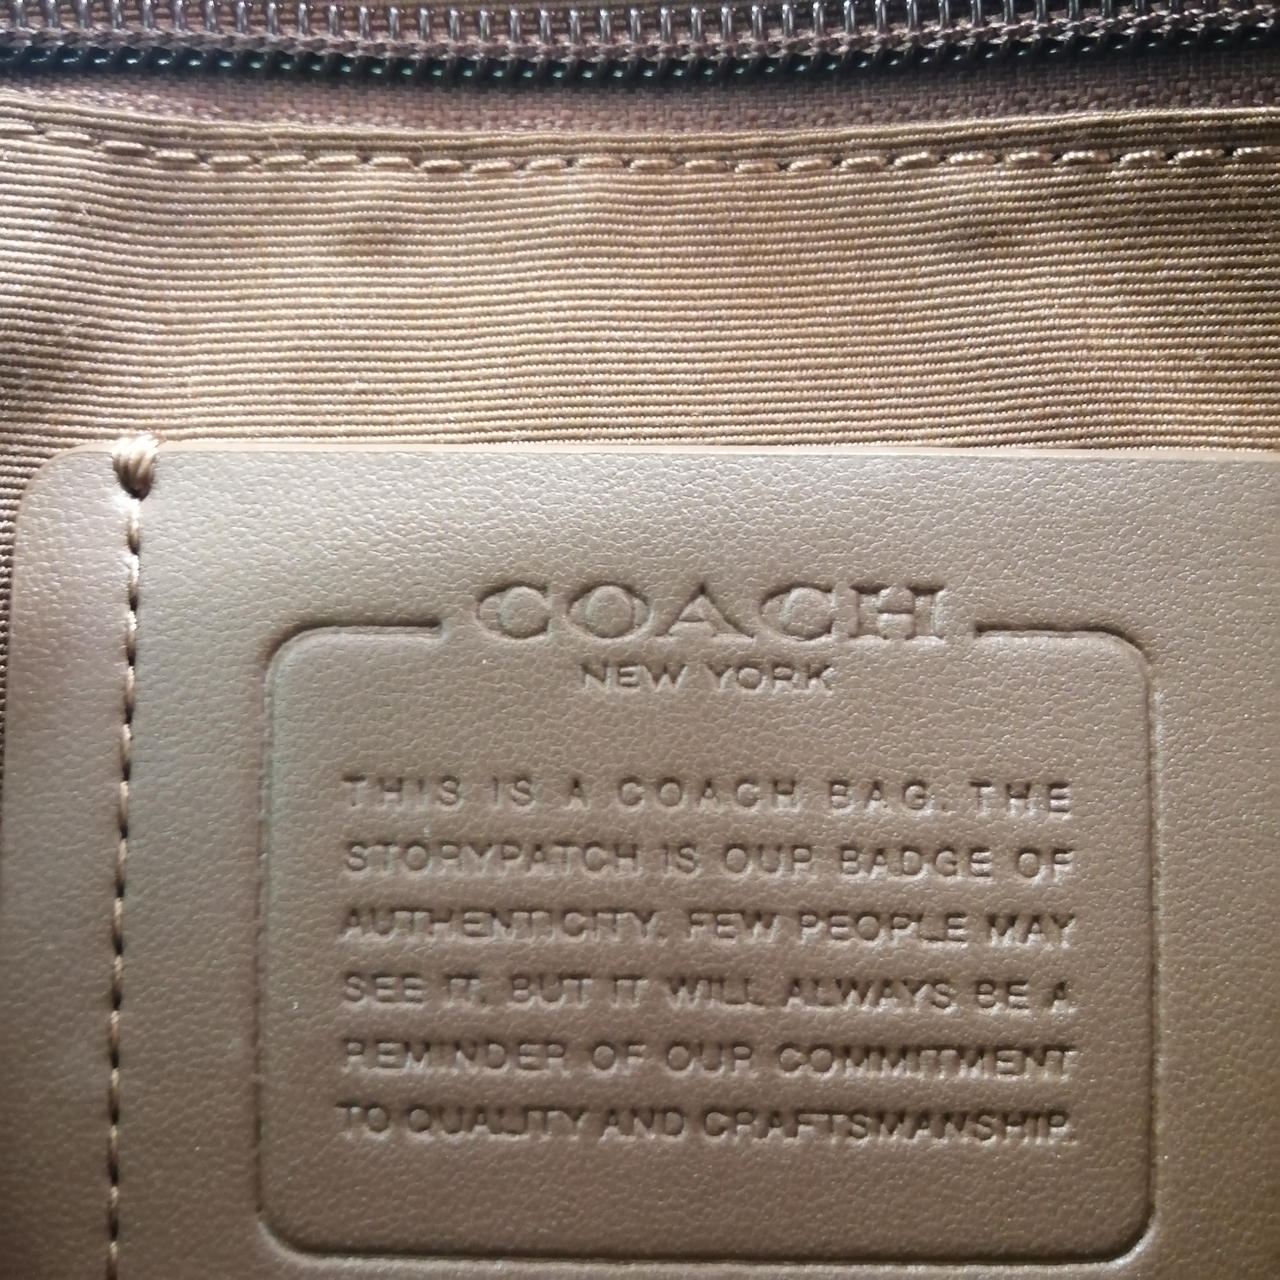 COACH
NEW YORK
THIS IS A COACH BAG. THE
STORYPATCH IS OUR BADGE OF
AUTHENTICITY. FEW PEOPLE MAY
SEE IT, BUT IT WILL ALWAYS BE A
REMINDER OF OUR COMMITMENT
TO QUALITY AND CRAFTSMANSHIP.